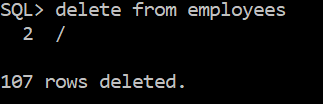 SQL> delete from employees
  2  /
107 rows deleted.